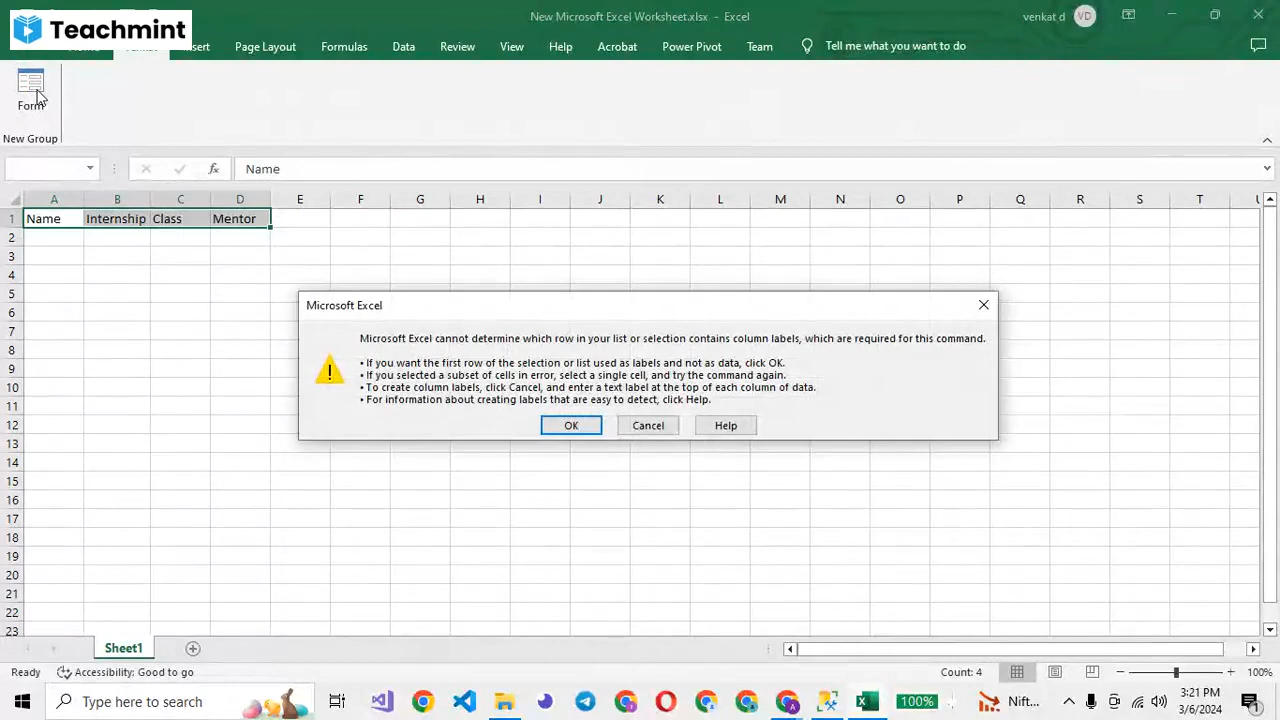 Teachmint
New Microsoft Excel Worksheet.xlsx - Excel
venkat d
VD
Page Layout
Formulas
Review
View
Help
Acrobat
Power Pivot
Team
Tell me what you want to do
Form
New Group
fx
Name
A B C D E F G H I J K L M N O P Q R S T U
1 Name Internship Class Mentor
2
3
4
5
6
7
8
9
10
11
12
13
14
15
16
17
18
19
20
21
22
23
Microsoft Excel
Microsoft Excel cannot determine which row in your list or selection contains column labels, which are required for this command.
• If you want the first row of the selection or list used as labels and not as data, click OK.
• If you selected a subset of cells in error, select a single cell, and try the command again.
• To create column labels, click Cancel, and enter a text label at the top of each column of data.
• For information about creating labels that are easy to detect, click Help.
OK
Cancel
Help
Sheet1
Ready
Accessibility: Good to go
Count: 4
100%
Type here to search
100%
Nift...
3:21 PM
3/6/2024
1